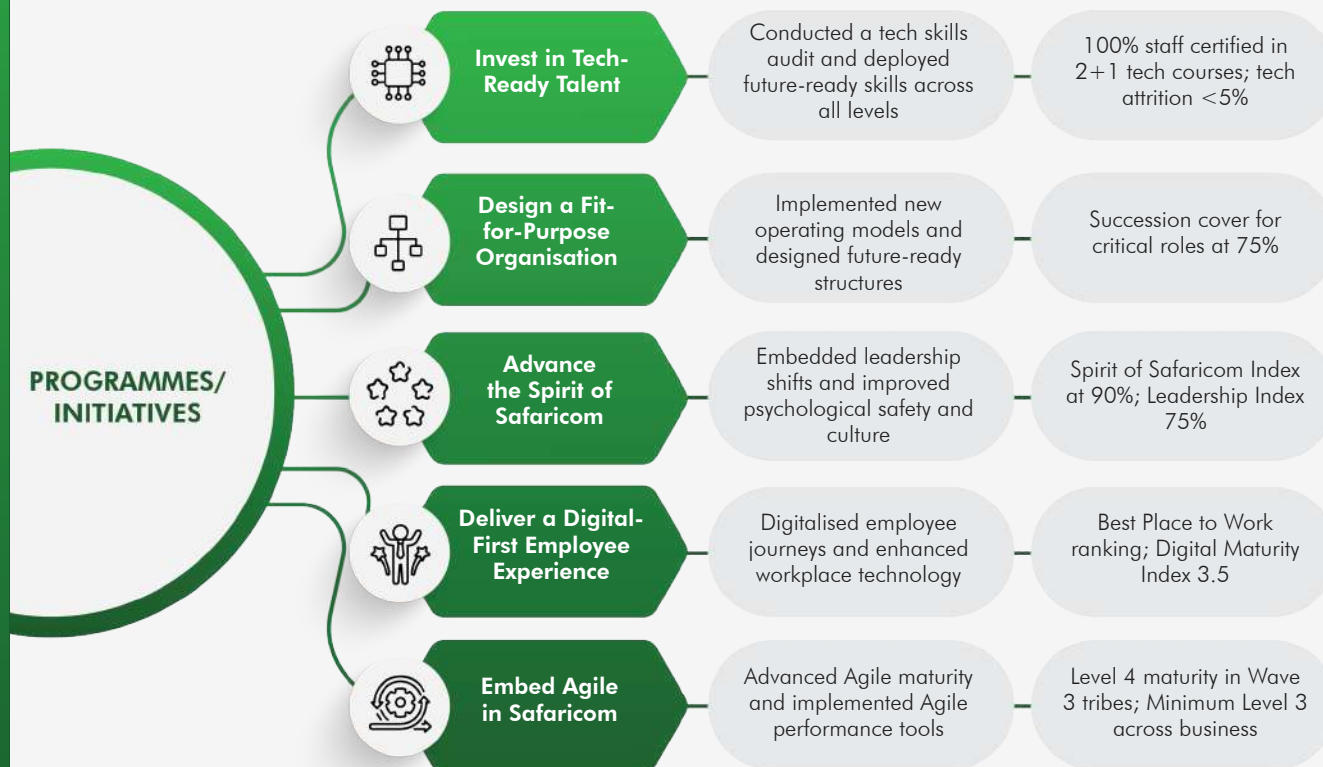 PROGRAMMES/
INITIATIVES
Invest in Tech-
Ready Talent
Conducted a tech skills
audit and deployed
future-ready skills across
all levels
100% staff certified in
2+1 tech courses; tech
attrition <5%
Design a Fit-
for-Purpose
Organisation
Implemented new
operating models and
designed future-ready
structures
Succession cover for
critical roles at 75%
Advance
the Spirit of
Safaricom
Embedded leadership
shifts and improved
psychological safety and
culture
Spirit of Safaricom Index
at 90%; Leadership Index
75%
Deliver a Digital-
First Employee
Experience
Digitalised employee
journeys and enhanced
workplace technology
Best Place to Work
ranking; Digital Maturity
Index 3.5
Embed Agile
in Safaricom
Advanced Agile maturity
and implemented Agile
performance tools
Level 4 maturity in Wave
3 tribes; Minimum Level 3
across business